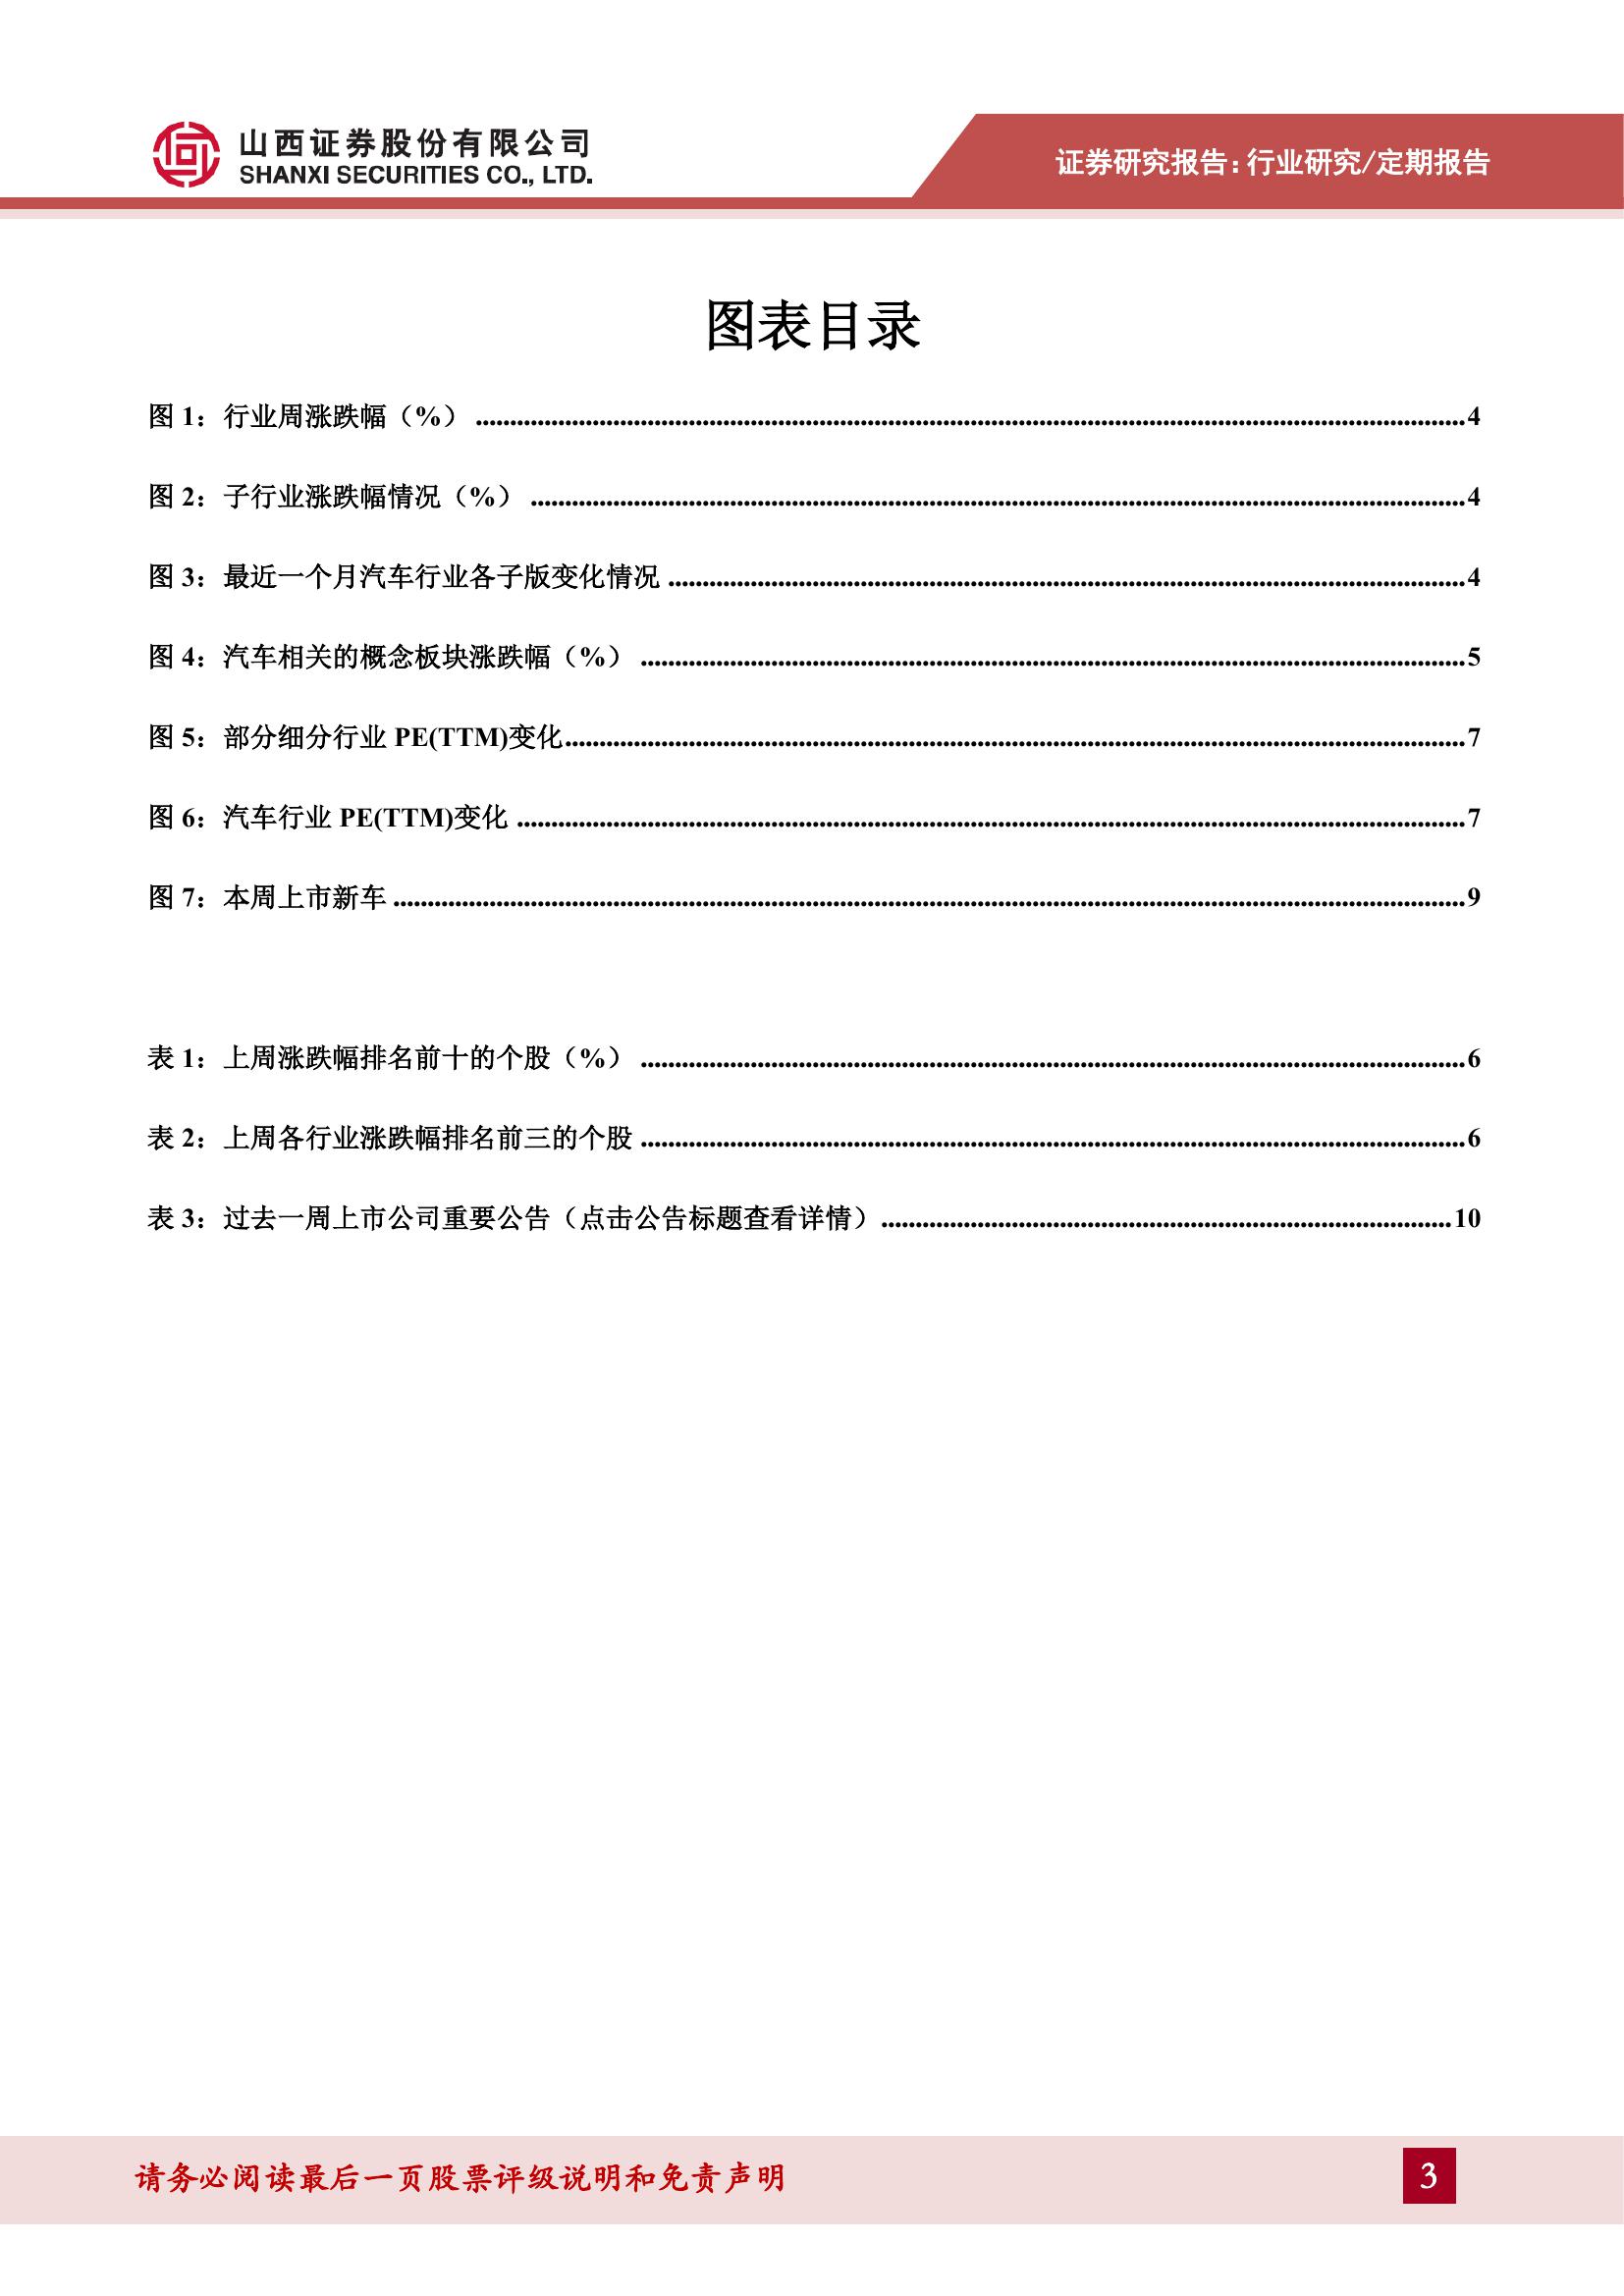 山西证券股份有限公司
SHANXI SECURITIES CO., LTD.
证券研究报告：行业研究/定期报告
图表目录
图 1：行业周涨跌幅（%） ........................................ 4
图 2：子行业涨跌幅情况（%） ........................................ 4
图 3：最近一个月汽车行业各子版变化情况 ........................................ 4
图 4：汽车相关的概念板块涨跌幅（%） ........................................ 5
图 5：部分细分行业 PE(TTM)变化........................................ 7
图 6：汽车行业 PE(TTM)变化 ........................................ 7
图 7：本周上市新车 ........................................ 9
表 1：上周涨跌幅排名前十的个股（%） ........................................ 6
表 2：上周各行业涨跌幅排名前三的个股 ........................................ 6
表 3：过去一周上市公司重要公告（点击公告标题查看详情）........................................ 10
请务必阅读最后一页股票评级说明和免责声明
3